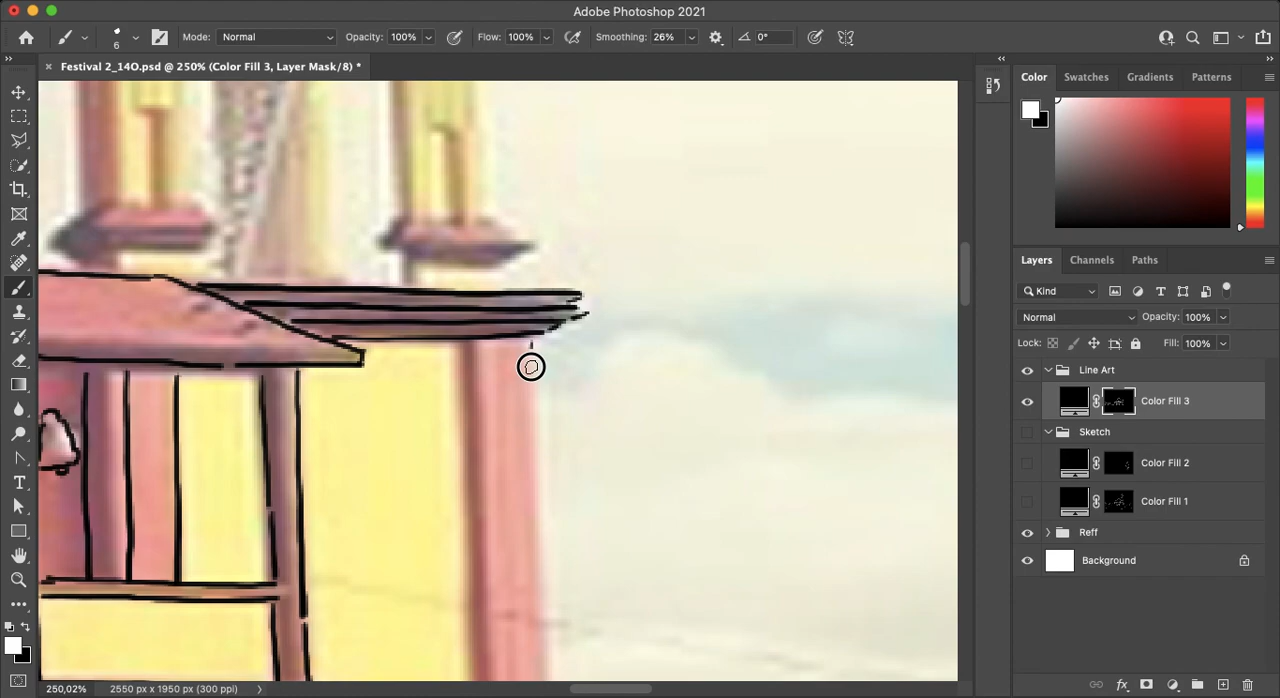 Adobe Photoshop 2021
6 Mode: Normal Opacity: 100% Flow: 100% Smoothing: 26% 0°
Festival 2_14O.psd @ 250% (Color Fill 3, Layer Mask/8) *
Color Swatches Gradients Patterns
Layers Channels Paths
Kind
Normal Opacity: 100%
Lock: Fill: 100%
Line Art
Color Fill 3
Sketch
Color Fill 2
Color Fill 1
Reff
Background
250,02% 2550 px x 1950 px (300 ppi)